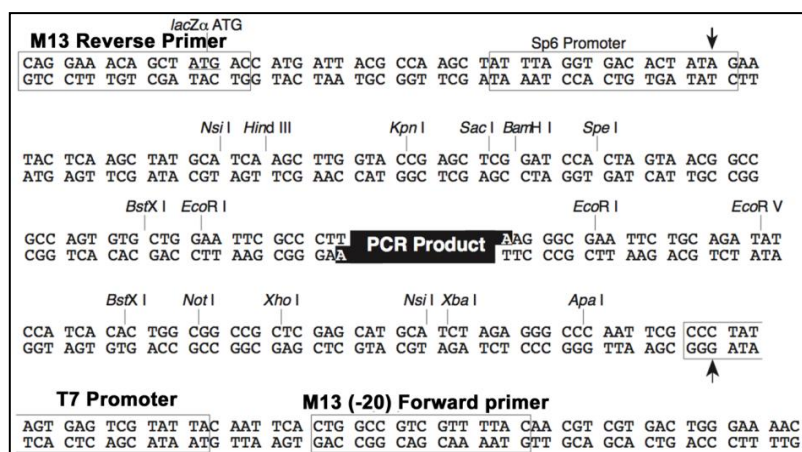 lacZα ATG
M13 Reverse Primer
Sp6 Promoter
CAG GAA ACA GCT ATG ACC ATG ATT ACG CCA AGC TAT TTA GGT GAC ACT ATA GAA
GTC CTT TGT CGA TAC TGG TAC TAA TGC GGT TCG ATA AAT CCA CTG TGA TAT CTT
Nsi I Hind III Kpn I Sac I BamH I Spe I
TAC TCA AGC TAT GCA TCA AGC TTG GTA CCG AGC TCG GAT CCA CTA GTA ACG GCC
ATG AGT TCG ATA CGT AGT TCG AAC CAT GGC TCG AGC CTA GGT GAT CAT TGC CGG
BstX I EcoR I EcoR I EcoR V
GCC AGT GTG CTG GAA TTC GCC CTT PCR Product AAG GGC GAA TTC TGC AGA TAT
CGG TCA CAC GAC CTT AAG CGG GAA TTC CCG CTT AAG ACG TCT ATA
BstX I Not I Xho I Nsi I Xba I Apa I
CCA TCA CAC TGG CGG CCG CTC GAG CAT GCA TCT AGA GGG CCC AAT TCG CCC TAT
GGT AGT GTG ACC GCC GGC GAG CTC GTA CGT AGA TCT CCC GGG TTA AGC GGG ATA
T7 Promoter M13 (-20) Forward primer
AGT GAG TCG TAT TAC AAT TCA CTG GCC GTC GTT TTA CAA CGT CGT GAC TGG GAA AAC
TCA CTC AGC ATA ATG TTA AGT GAC CGG CAG CAA AAT GTT GCA GCA CTG ACC CTT TTG